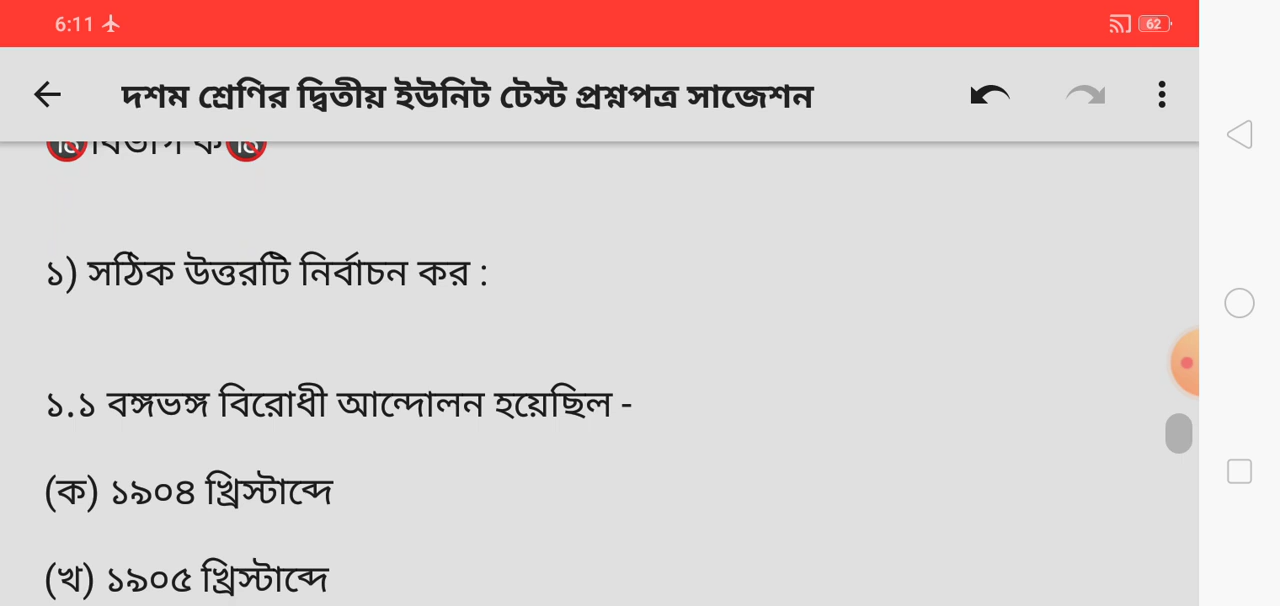 6:11
62
দশম শ্রেণির দ্বিতীয় ইউনিট টেস্ট প্রশ্নপত্র সাজেশন
১) সঠিক উত্তরটি নির্বাচন কর :
১.১ বঙ্গভঙ্গ বিরোধী আন্দোলন হয়েছিল -
(ক) ১৯০৪ খ্রিস্টাব্দে
(খ) ১৯০৫ খ্রিস্টাব্দে